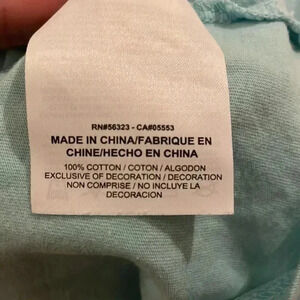 RN#56323 - CA#05553
MADE IN CHINA/FABRIQUE EN
CHINE/HECHO EN CHINA
100% COTTON / COTON / ALGODON
EXCLUSIVE OF DECORATION / DECORATION
NON COMPRISE / NO INCLUYE LA
DECORACION